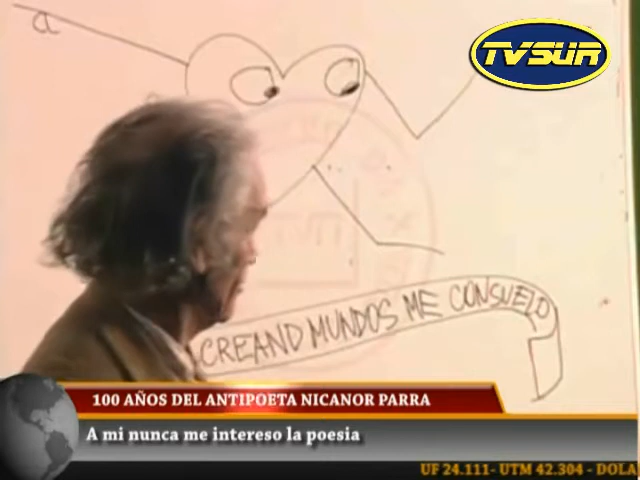 a
TVSUR
CREAND MUNDOS ME CONSUELO
100 AÑOS DEL ANTIPOETA NICANOR PARRA
A mi nunca me intereso la poesia
UF 24.111- UTM 42.304 - DOLA